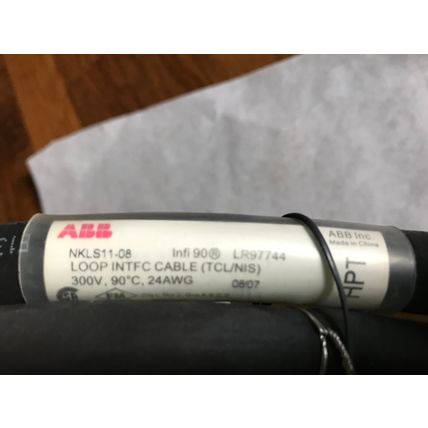 ABB
NKLS11-08 Infi 90® LR97744
LOOP INTFC CABLE (TCL/NIS)
300V, 90°C, 24AWG 08/07
ABB Inc.
Made in China
HPT